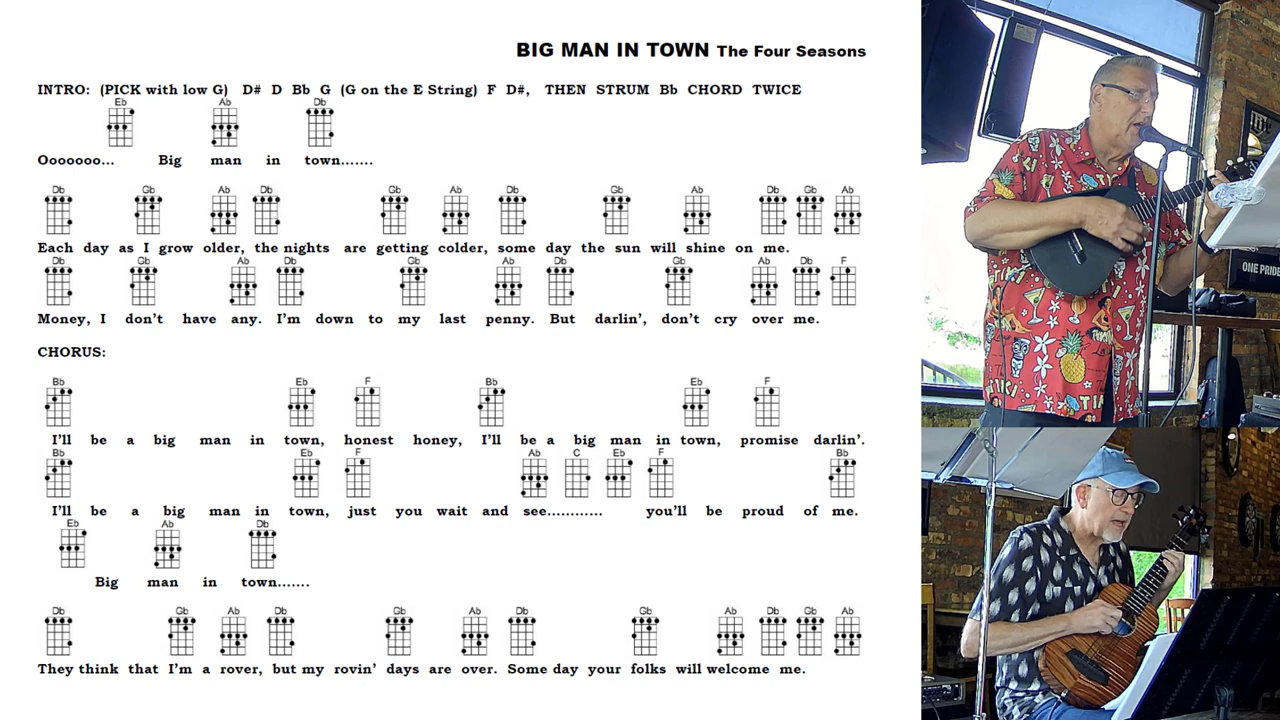 BIG MAN IN TOWN The Four Seasons
INTRO: (PICK with low G) D# D Bb G (G on the E String) F D#, THEN STRUM Bb CHORD TWICE
Eb Ab Db
Ooooooo... Big man in town.......
Db Gb Ab Db Gb Ab Db Gb Ab Db Gb Ab
Each day as I grow older, the nights are getting colder, some day the sun will shine on me.
Db Gb Ab Db Gb Ab Db Gb Ab Db F
Money, I don't have any. I'm down to my last penny. But darlin', don't cry over me.
CHORUS:
Bb Eb F Bb Eb F
I'll be a big man in town, honest honey, I'll be a big man in town, promise darlin'.
Bb Eb F Ab C Eb F Bb
I'll be a big man in town, just you wait and see............ you'll be proud of me.
Eb Ab Db
Big man in town.......
Db Gb Ab Db Gb Ab Db Gb Ab Db Gb Ab
They think that I'm a rover, but my rovin' days are over. Some day your folks will welcome me.
ONE PRIDE